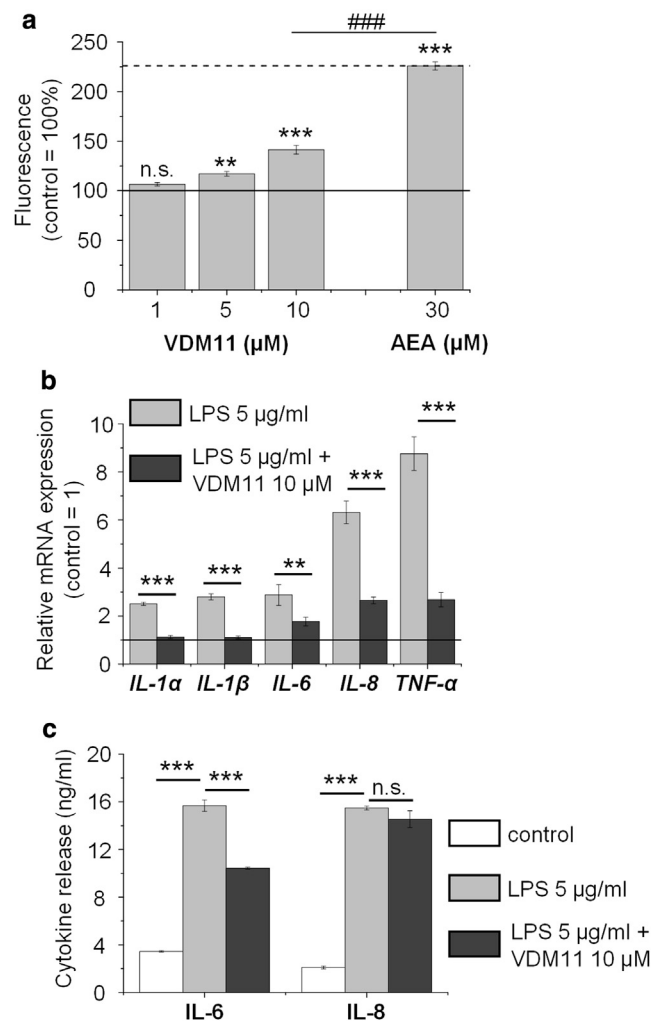 a
###
***
250
200
150
100
50
0
Fluorescence
(control = 100%)
n.s.
**
***
1 5 10 30
VDM11 (µM) AEA (µM)
b
LPS 5 µg/ml
LPS 5 µg/ml +
VDM11 10 µM
10
8
6
4
2
0
Relative mRNA expression
(control = 1)
***
***
**
***
***
IL-1α IL-1β IL-6 IL-8 TNF-α
c
20
16
12
8
4
0
Cytokine release (ng/ml)
*** ***
*** n.s.
control
LPS 5 µg/ml
LPS 5 µg/ml +
VDM11 10 µM
IL-6 IL-8